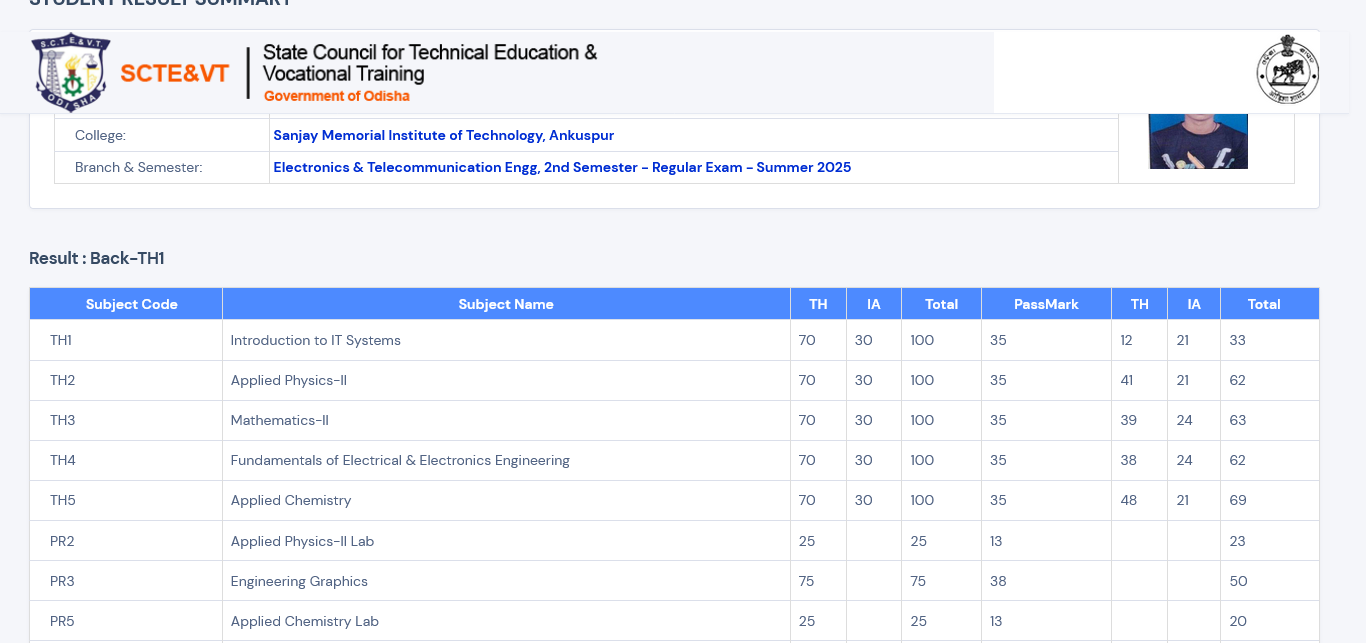 STUDENT RESULT SUMMARY
S.C.T.E.&V.T.
ODISHA
SCTE&VT
State Council for Technical Education &
Vocational Training
Government of Odisha
College: Sanjay Memorial Institute of Technology, Ankuspur
Branch & Semester: Electronics & Telecommunication Engg, 2nd Semester - Regular Exam - Summer 2025
Result : Back-TH1
Subject Code Subject Name TH IA Total PassMark TH IA Total
TH1 Introduction to IT Systems 70 30 100 35 12 21 33
TH2 Applied Physics-II 70 30 100 35 41 21 62
TH3 Mathematics-II 70 30 100 35 39 24 63
TH4 Fundamentals of Electrical & Electronics Engineering 70 30 100 35 38 24 62
TH5 Applied Chemistry 70 30 100 35 48 21 69
PR2 Applied Physics-II Lab 25 25 13 23
PR3 Engineering Graphics 75 75 38 50
PR5 Applied Chemistry Lab 25 25 13 20